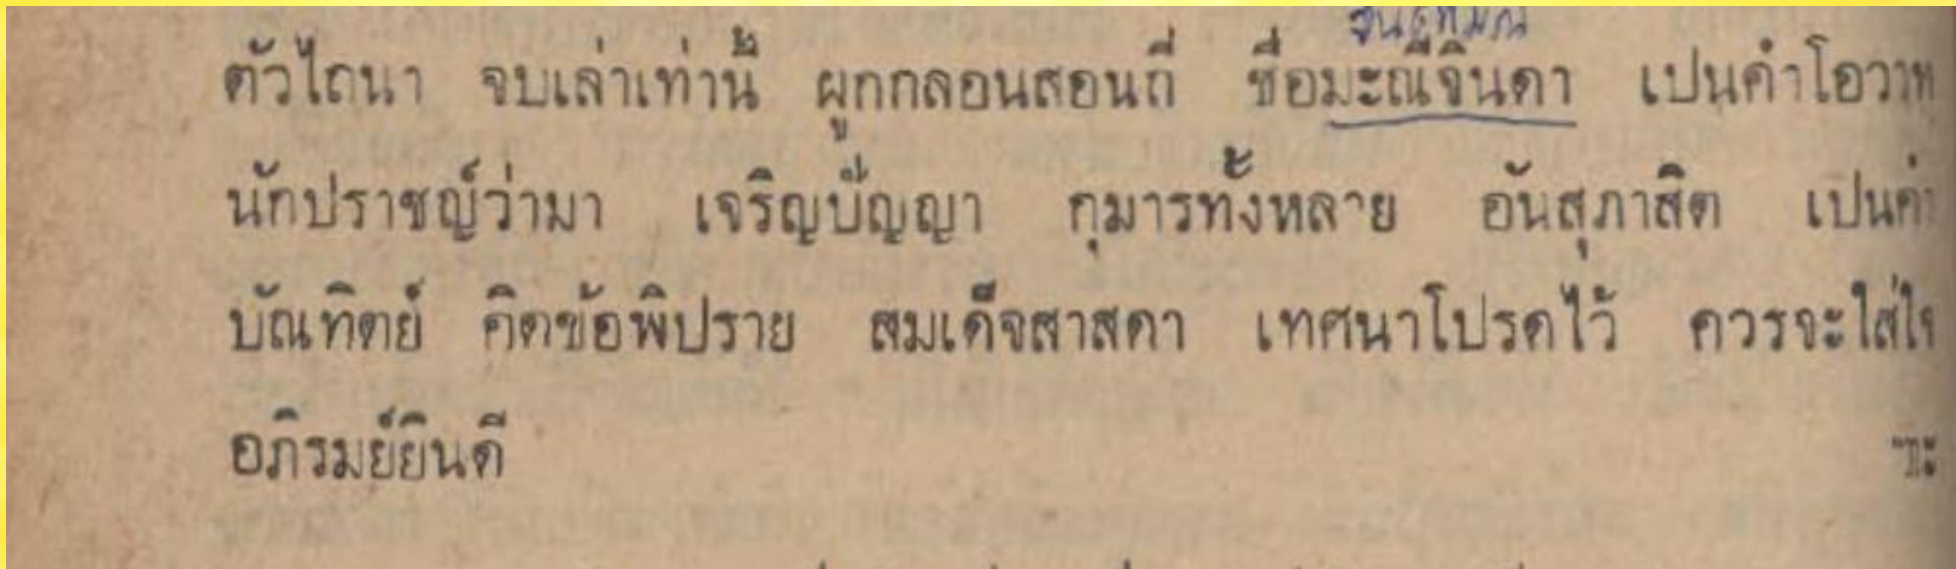 ตัวไถนา จบเล่าเท่านี้ ผูกกลอนสอนถี่ ชื่อมะณีจินดา เปนคำโอวาท
นักปราชญ์ว่ามา เจริญปัญญา กุมารทั้งหลาย อันสุภาสิต เปนคำ
บัณฑิตย์ คิดข้อพิปราย สมเด็จสาสดา เทศนาโปรดไว้ ควรจะใส่ใจ
อภิรมย์ยินดี